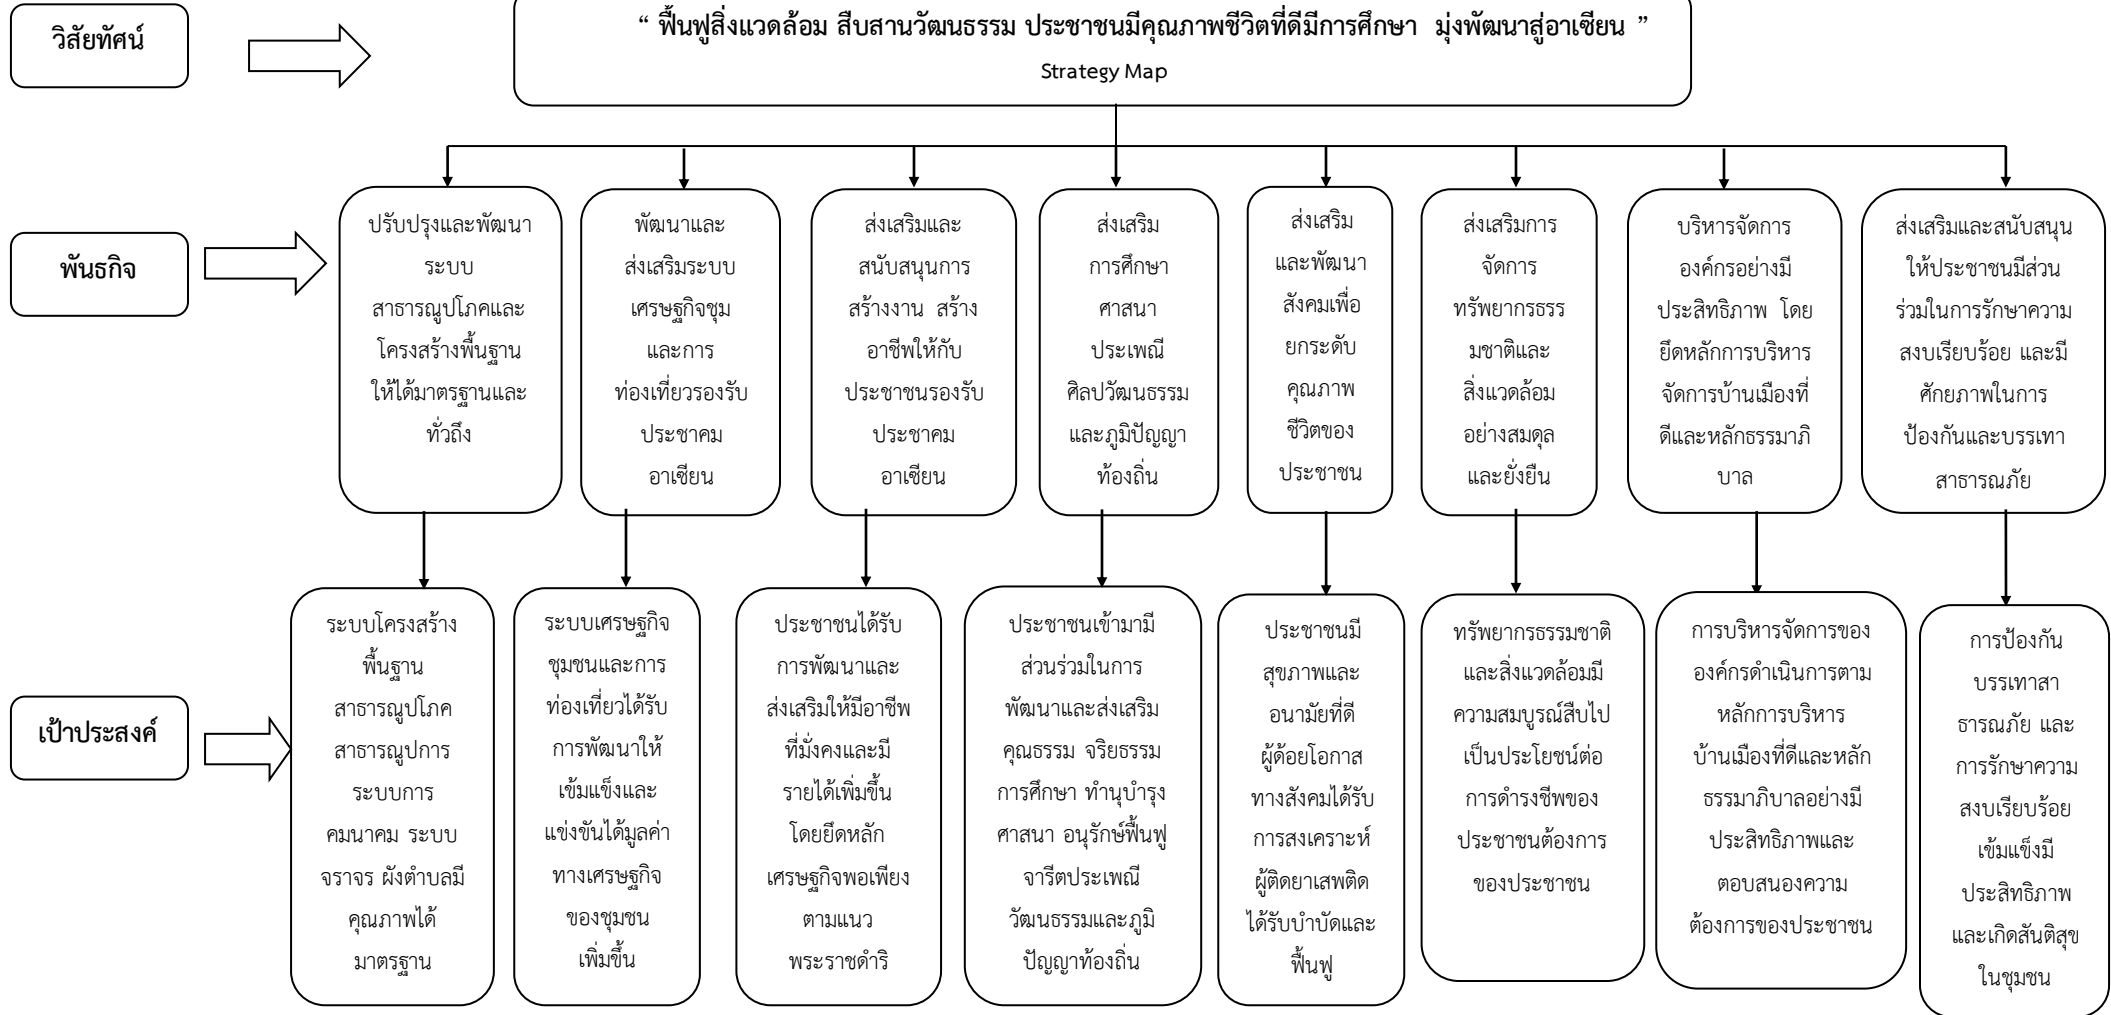 วิสัยทัศน์
“ ฟื้นฟูสิ่งแวดล้อม สืบสานวัฒนธรรม ประชาชนมีคุณภาพชีวิตที่ดีมีการศึกษา มุ่งพัฒนาสู่อาเซียน ”
Strategy Map
พันธกิจ
ปรับปรุงและพัฒนา
ระบบ
สาธารณูปโภคและ
โครงสร้างพื้นฐาน
ให้ได้มาตรฐานและ
ทั่วถึง
พัฒนาและ
ส่งเสริมระบบ
เศรษฐกิจชุม
และการ
ท่องเที่ยวรองรับ
ประชาคม
อาเซียน
ส่งเสริมและ
สนับสนุนการ
สร้างงาน สร้าง
อาชีพให้กับ
ประชาชนรองรับ
ประชาคม
อาเซียน
ส่งเสริม
การศึกษา
ศาสนา
ประเพณี
ศิลปวัฒนธรรม
และภูมิปัญญา
ท้องถิ่น
ส่งเสริม
และพัฒนา
สังคมเพื่อ
ยกระดับ
คุณภาพ
ชีวิตของ
ประชาชน
ส่งเสริมการ
จัดการ
ทรัพยากรธรร
มชาติและ
สิ่งแวดล้อม
อย่างสมดุล
และยั่งยืน
บริหารจัดการ
องค์กรอย่างมี
ประสิทธิภาพ โดย
ยึดหลักการบริหาร
จัดการบ้านเมืองที่
ดีและหลักธรรมาภิ
บาล
ส่งเสริมและสนับสนุน
ให้ประชาชนมีส่วน
ร่วมในการรักษาความ
สงบเรียบร้อย และมี
ศักยภาพในการ
ป้องกันและบรรเทา
สาธารณภัย
เป้าประสงค์
ระบบโครงสร้าง
พื้นฐาน
สาธารณูปโภค
สาธารณูปการ
ระบบการ
คมนาคม ระบบ
จราจร ผังตำบลมี
คุณภาพได้
มาตรฐาน
ระบบเศรษฐกิจ
ชุมชนและการ
ท่องเที่ยวได้รับ
การพัฒนาให้
เข้มแข็งและ
แข่งขันได้มูลค่า
ทางเศรษฐกิจ
ของชุมชน
เพิ่มขึ้น
ประชาชนได้รับ
การพัฒนาและ
ส่งเสริมให้มีอาชีพ
ที่มั่งคงและมี
รายได้เพิ่มขึ้น
โดยยึดหลัก
เศรษฐกิจพอเพียง
ตามแนว
พระราชดำริ
ประชาชนเข้ามามี
ส่วนร่วมในการ
พัฒนาและส่งเสริม
คุณธรรม จริยธรรม
การศึกษา ทำนุบำรุง
ศาสนา อนุรักษ์ฟื้นฟู
จารีตประเพณี
วัฒนธรรมและภูมิ
ปัญญาท้องถิ่น
ประชาชนมี
สุขภาพและ
อนามัยที่ดี
ผู้ด้อยโอกาส
ทางสังคมได้รับ
การสงเคราะห์
ผู้ติดยาเสพติด
ได้รับบำบัดและ
ฟื้นฟู
ทรัพยากรธรรมชาติ
และสิ่งแวดล้อมมี
ความสมบูรณ์สืบไป
เป็นประโยชน์ต่อ
การดำรงชีพของ
ประชาชนต้องการ
ของประชาชน
การบริหารจัดการของ
องค์กรดำเนินการตาม
หลักการบริหาร
บ้านเมืองที่ดีและหลัก
ธรรมาภิบาลอย่างมี
ประสิทธิภาพและ
ตอบสนองความ
ต้องการของประชาชน
การป้องกัน
บรรเทาสา
ธารณภัย และ
การรักษาความ
สงบเรียบร้อย
เข้มแข็งมี
ประสิทธิภาพ
และเกิดสันติสุข
ในชุมชน